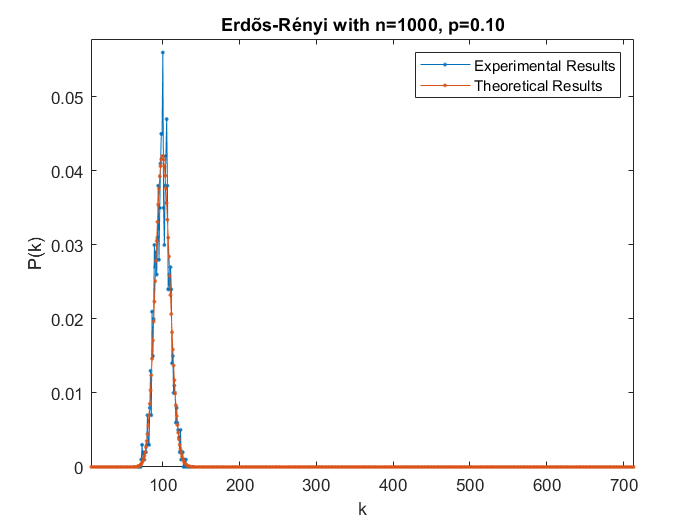 Erdős-Rényi with n=1000, p=0.10
Experimental Results
Theoretical Results
P(k)
0.05
0.04
0.03
0.02
0.01
0
100 200 300 400 500 600 700
k